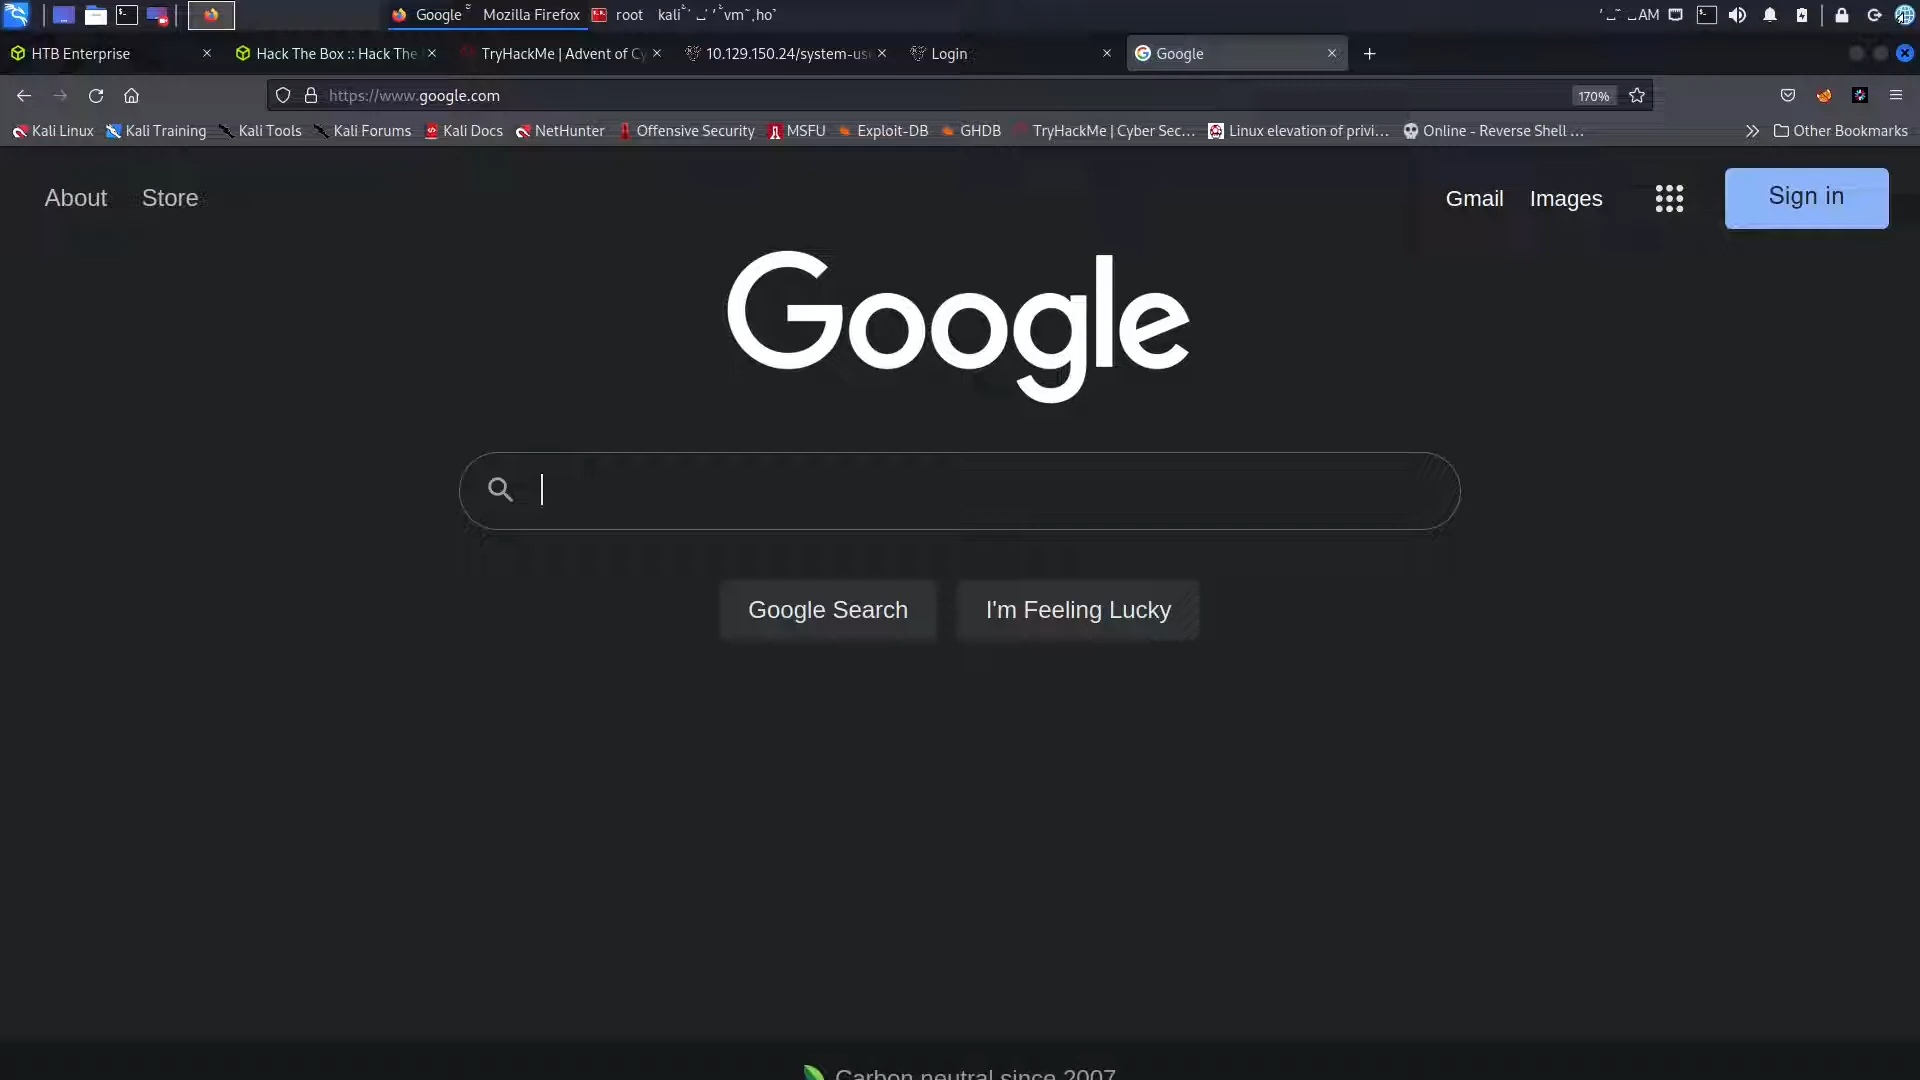 Google Mozilla Firefox root
AM
HTB Enterprise
Hack The Box :: Hack The
TryHackMe | Advent of Cy
10.129.150.24/system-us
Login
Google
https://www.google.com
170%
Kali Linux Kali Training Kali Tools Kali Forums Kali Docs NetHunter Offensive Security MSFU Exploit-DB GHDB TryHackMe | Cyber Sec... Linux elevation of privi... Online - Reverse Shell ... Other Bookmarks
About Store
Gmail Images Sign in
Google
Google Search I'm Feeling Lucky
Carbon neutral since 2007